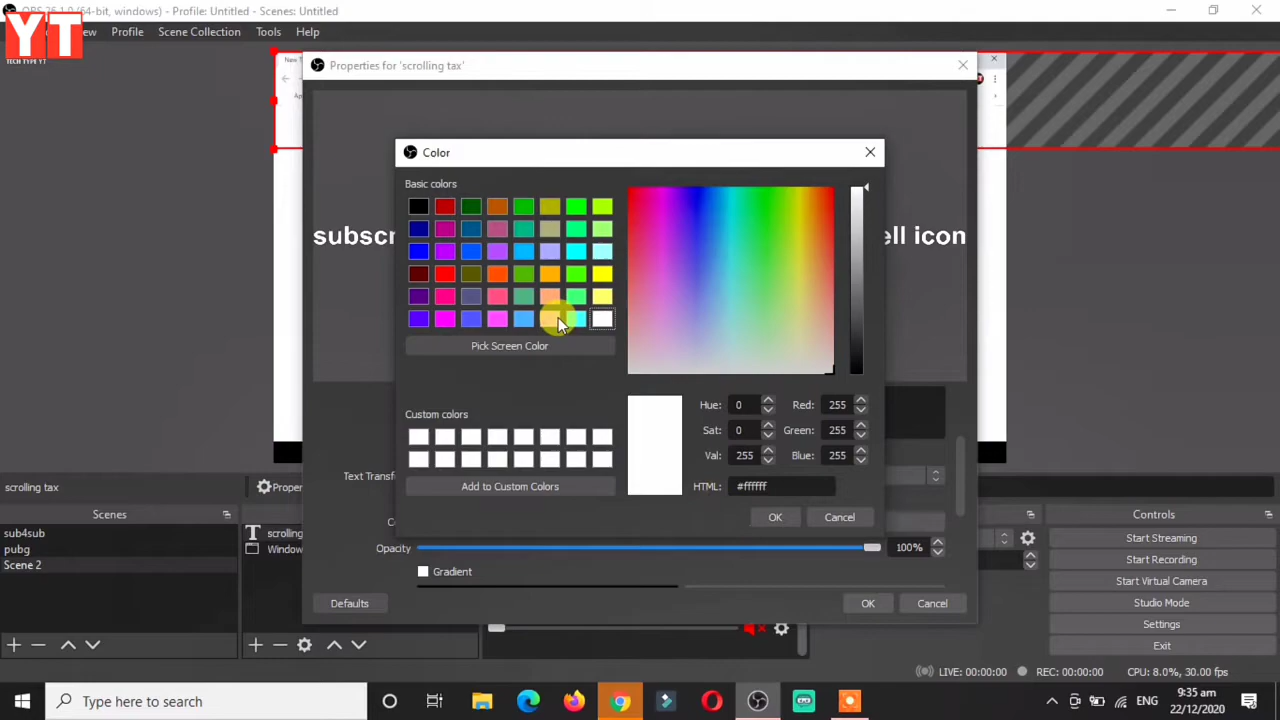 OBS 26.1.0 (64-bit, windows) - Profile: Untitled - Scenes: Untitled
YT
TECH TYPE YT
Profile
Scene Collection
Tools
Help
Properties for 'scrolling tax'
Color
Basic colors
subscr
ell icon
Pick Screen Color
Custom colors
Hue: 0
Red: 255
Sat: 0
Green: 255
Val: 255
Blue: 255
Add to Custom Colors
HTML: #ffffff
OK
Cancel
Text Transf
Opacity
100%
Gradient
Defaults
OK
Cancel
scrolling tax
Proper
Scenes
sub4sub
pubg
Scene 2
scrolling
Window
Controls
Start Streaming
Start Recording
Start Virtual Camera
Studio Mode
Settings
Exit
LIVE: 00:00:00
REC: 00:00:00
CPU: 8.0%, 30.00 fps
Type here to search
ENG
9:35 am
22/12/2020